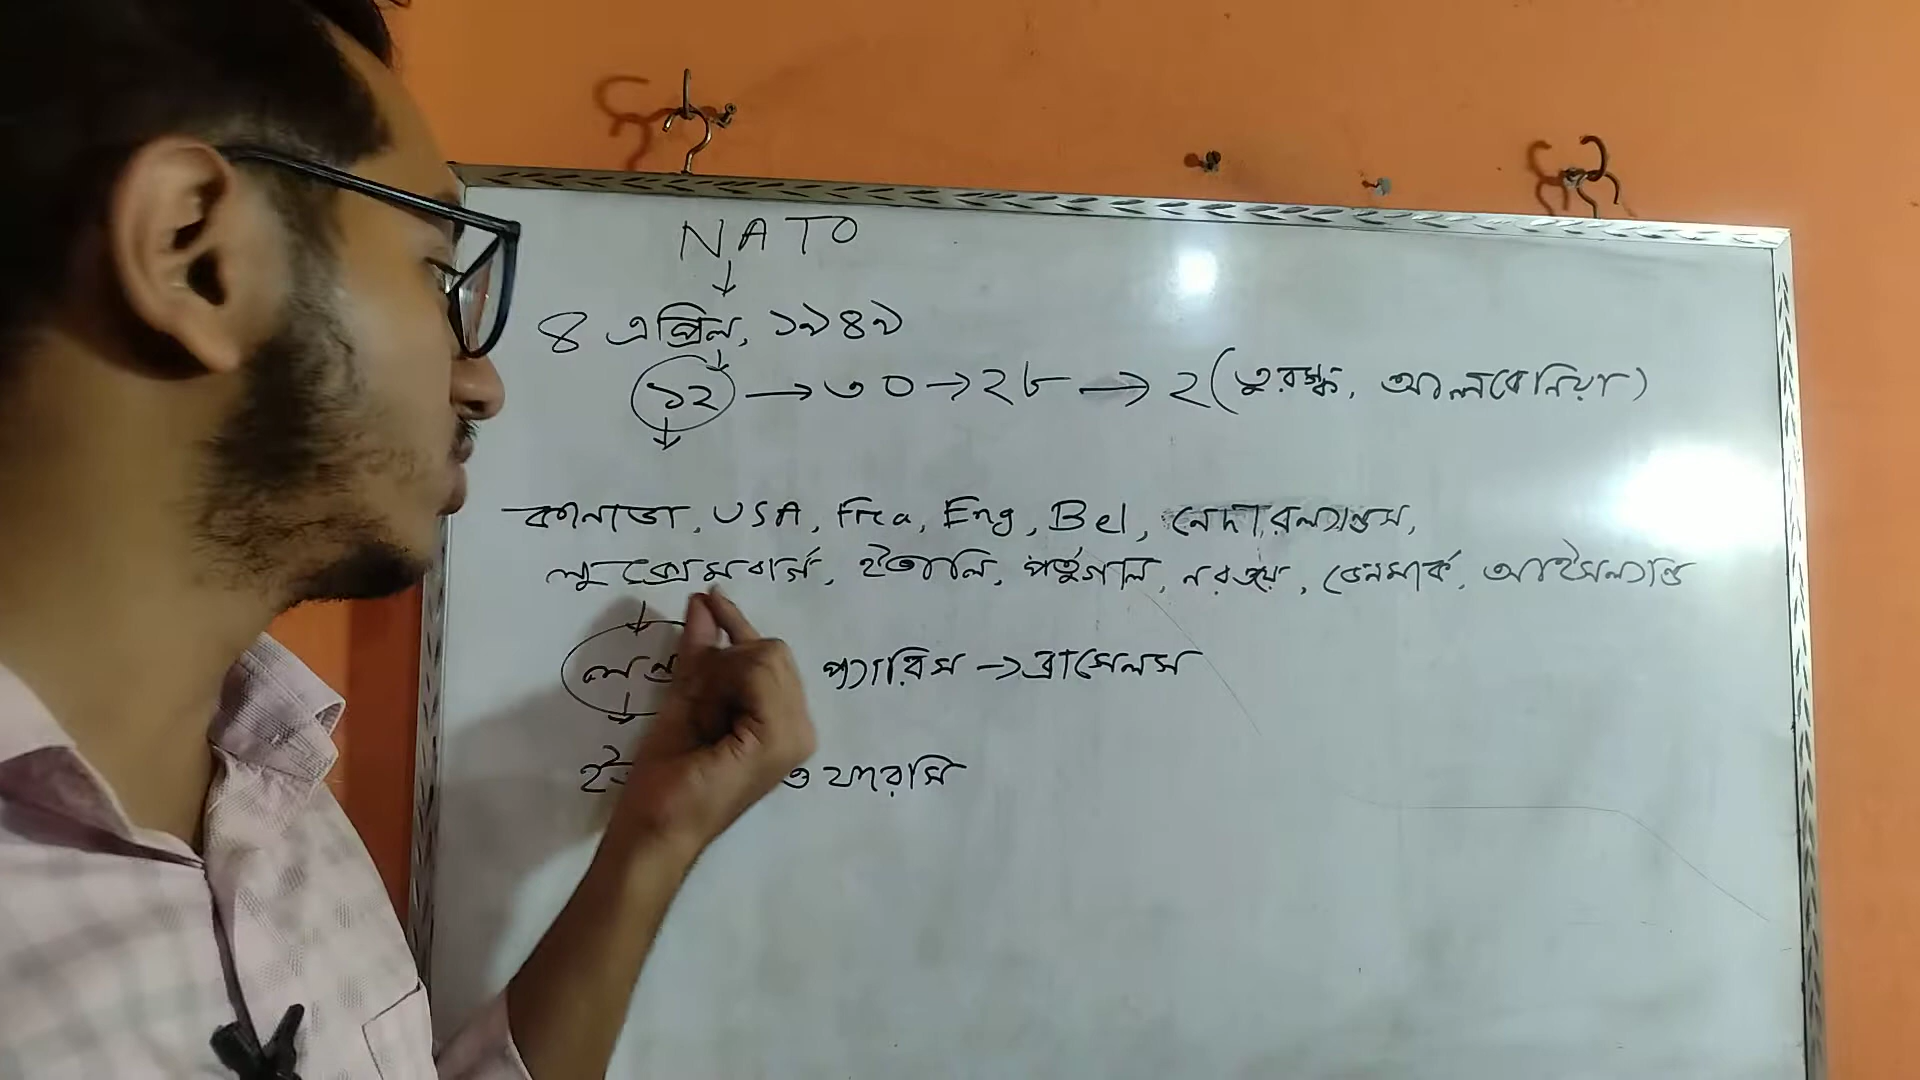 NATO
৪ এপ্রিল, ১৯৪৯
১২ → ৩০ → ২৮ → ২ (তুরস্ক, আলবেনিয়া)
কানাডা, USA, Fra, Eng, Bel, নেদারল্যান্ডস,
লুক্সেমবার্গ, ইতালি, পর্তুগাল, নরওয়ে, ডেনমার্ক, আইসল্যান্ড
প্যারিস → ব্রাসেলস
ও ফারসি